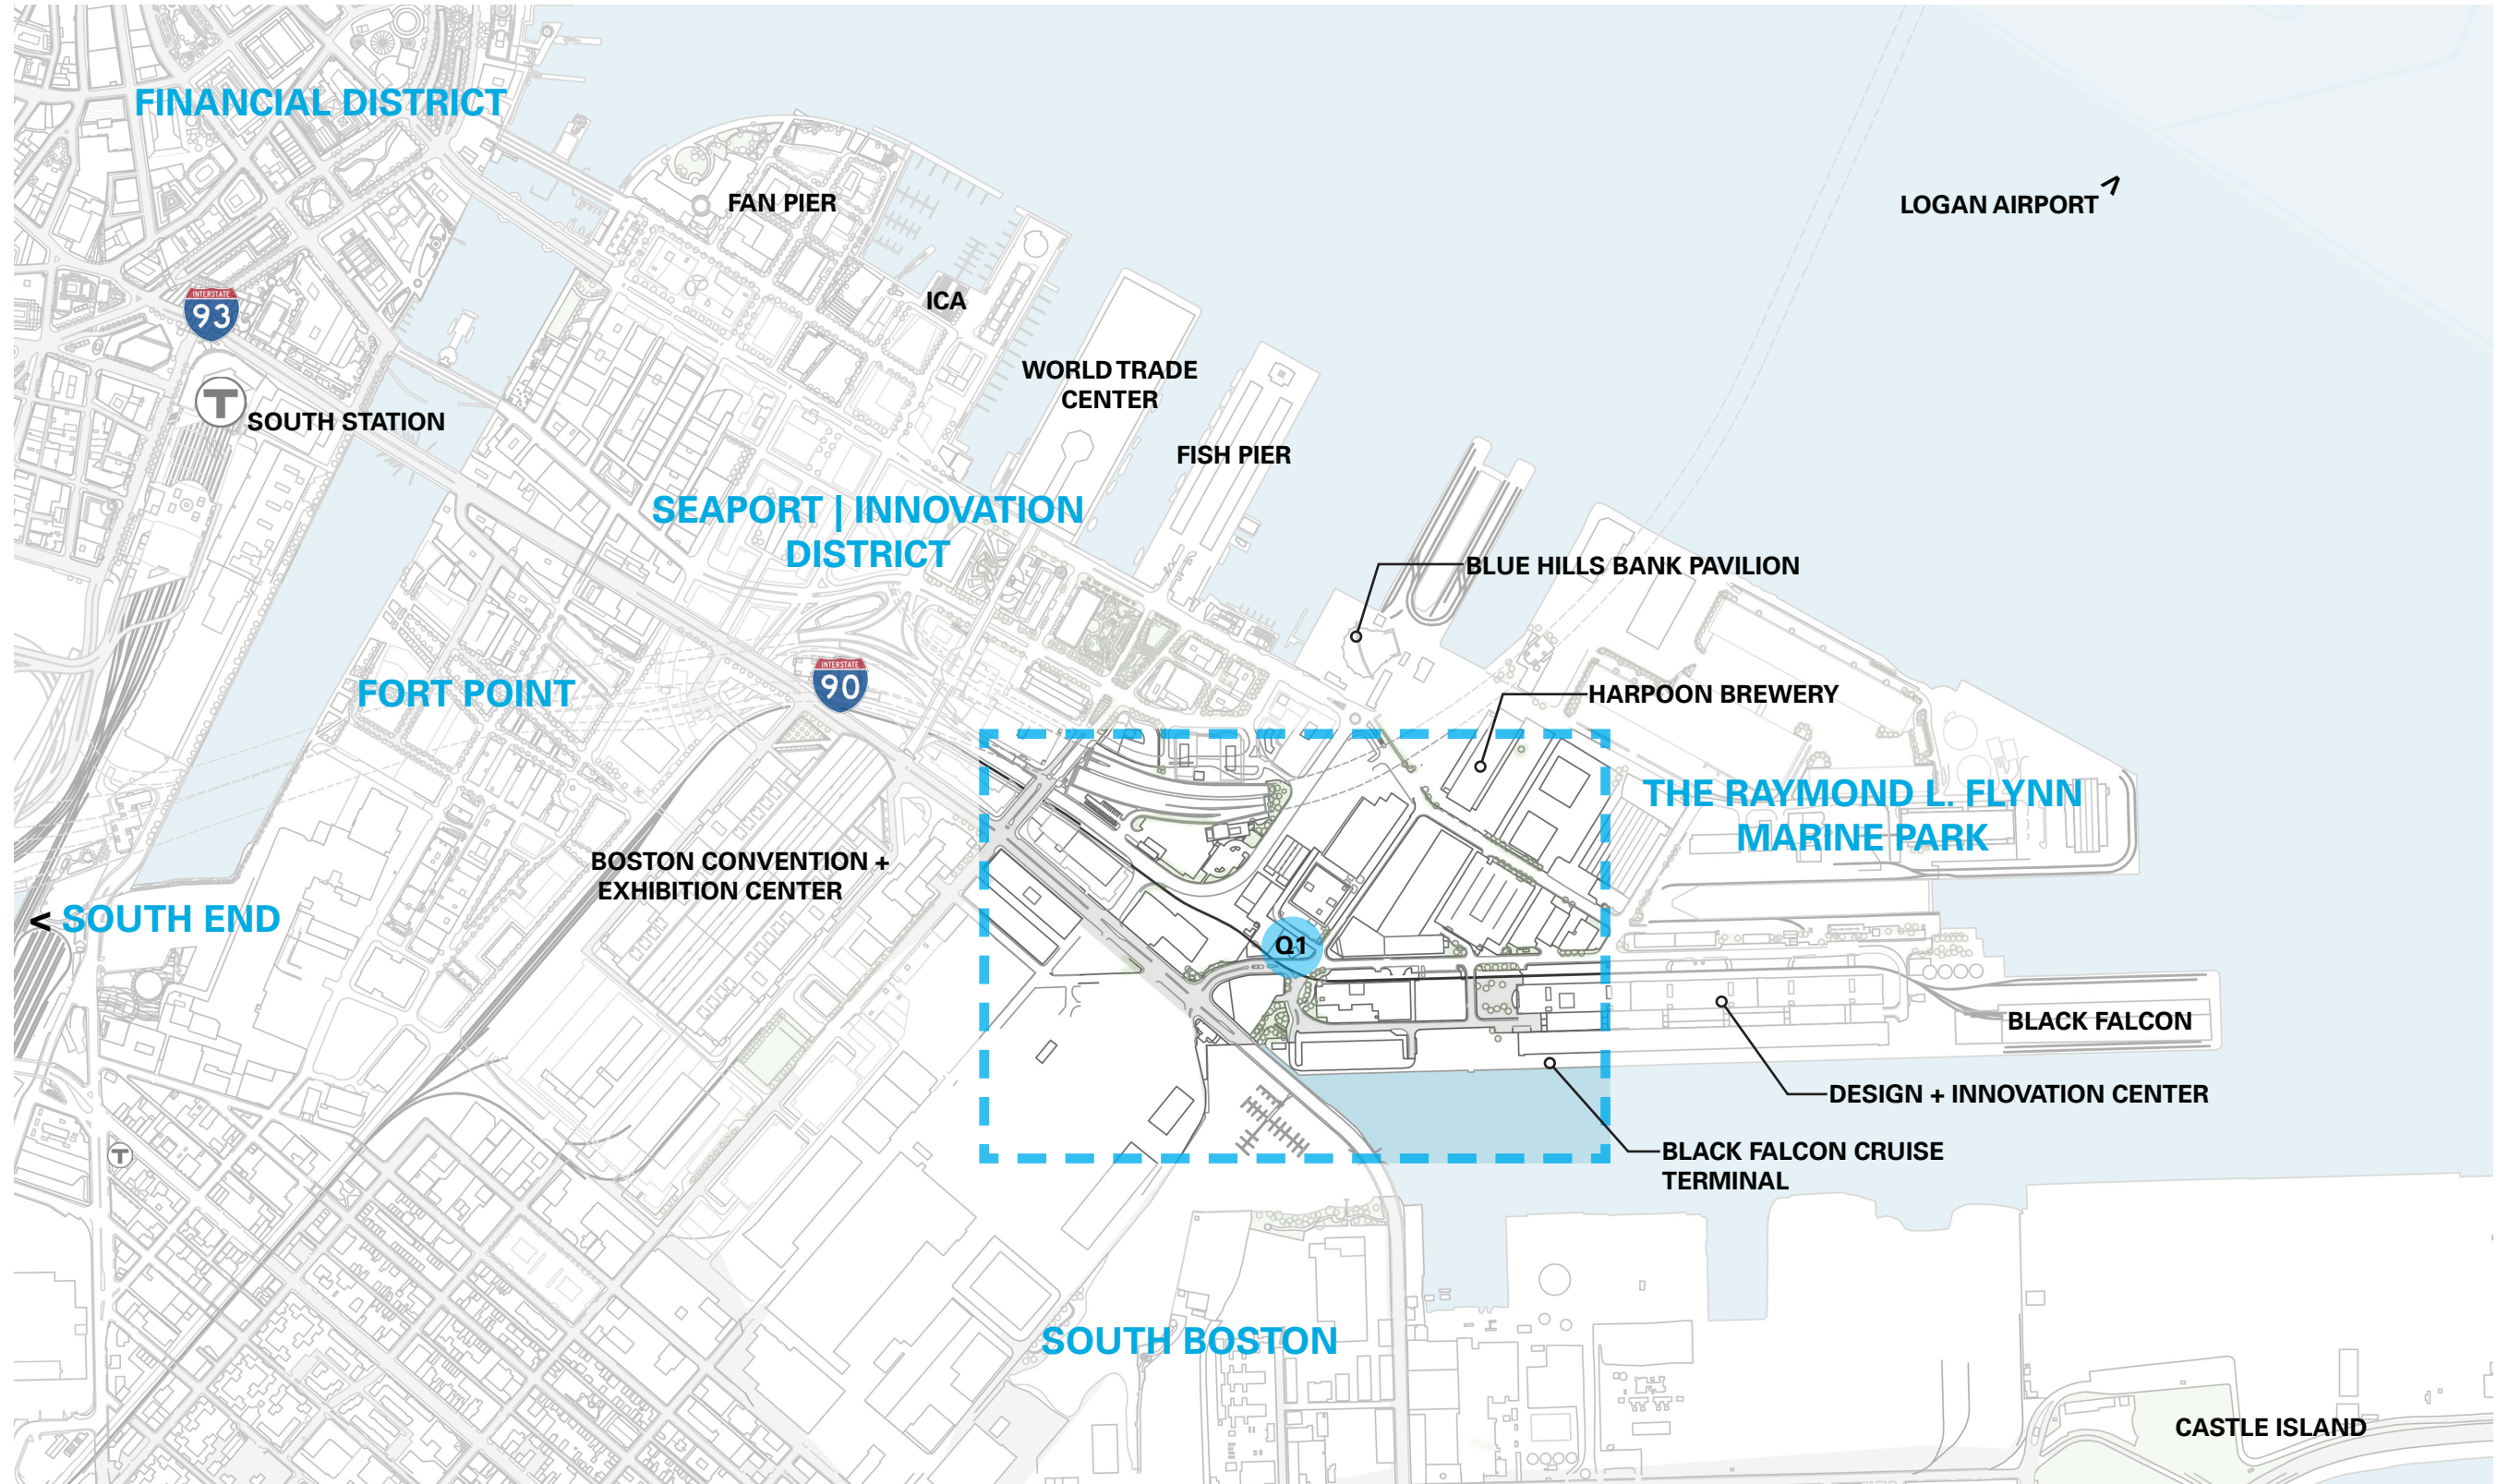 FINANCIAL DISTRICT
FAN PIER
LOGAN AIRPORT >
ICA
INTERSTATE
93
WORLD TRADE
CENTER
T
SOUTH STATION
FISH PIER
SEAPORT | INNOVATION
DISTRICT
BLUE HILLS BANK PAVILION
INTERSTATE
90
FORT POINT
HARPOON BREWERY
THE RAYMOND L. FLYNN
MARINE PARK
BOSTON CONVENTION +
EXHIBITION CENTER
< SOUTH END
Q1
BLACK FALCON
DESIGN + INNOVATION CENTER
BLACK FALCON CRUISE
TERMINAL
T
SOUTH BOSTON
CASTLE ISLAND